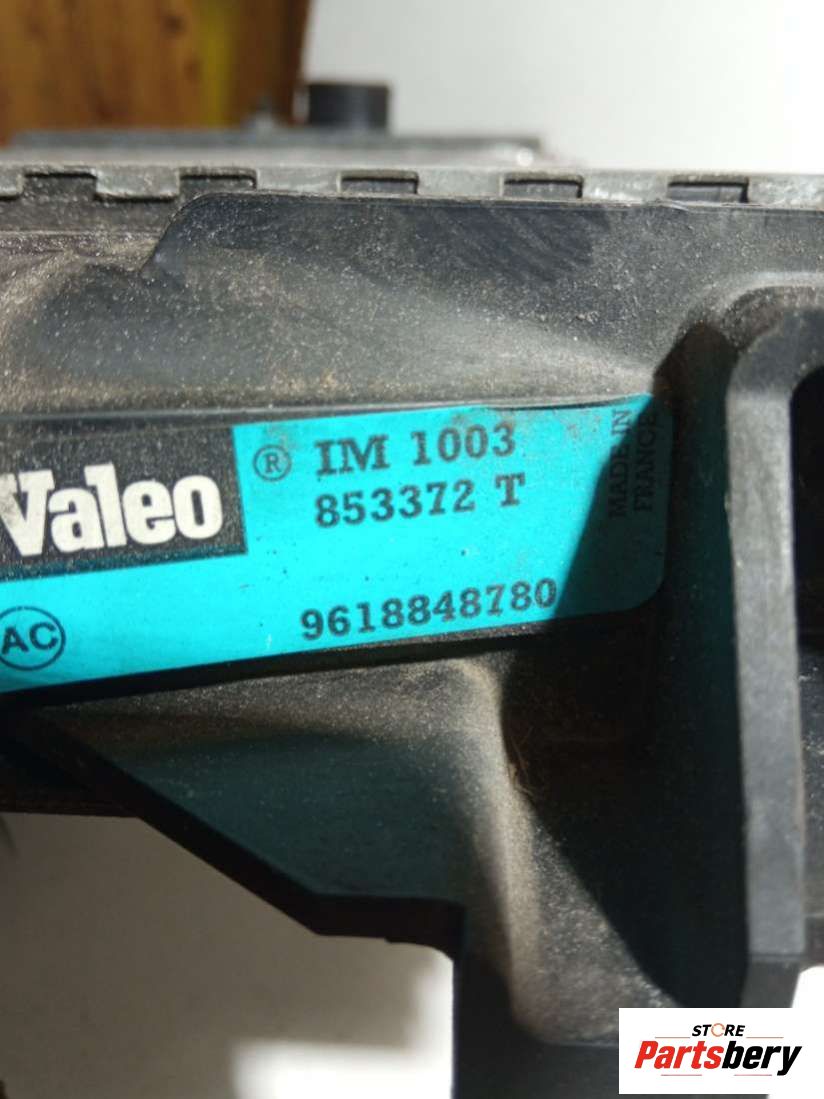 Valeo
® IM 1003
853372 T
MADE IN
FRANCE
AC
9618848780
STORE
Partsbery